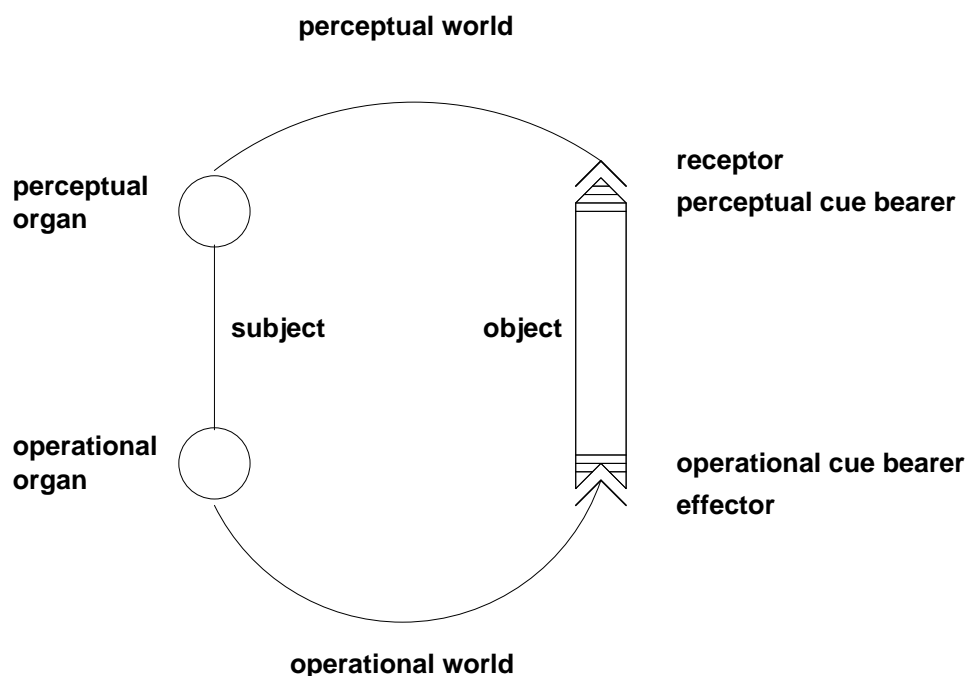 perceptual world
receptor
perceptual
organ
perceptual cue bearer
subject
object
operational
organ
operational cue bearer
effector
operational world